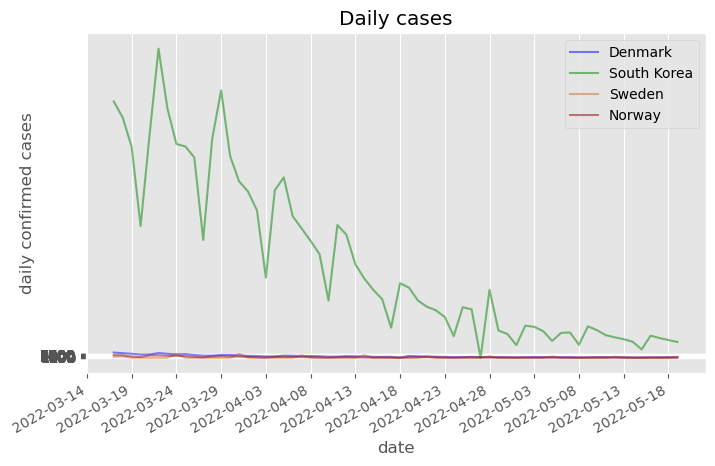 Daily cases
Denmark
South Korea
Sweden
Norway
daily confirmed cases
2022-03-14
2022-03-19
2022-03-24
2022-03-29
2022-04-03
2022-04-08
2022-04-13
2022-04-18
2022-04-23
2022-04-28
2022-05-03
2022-05-08
2022-05-13
2022-05-18
date